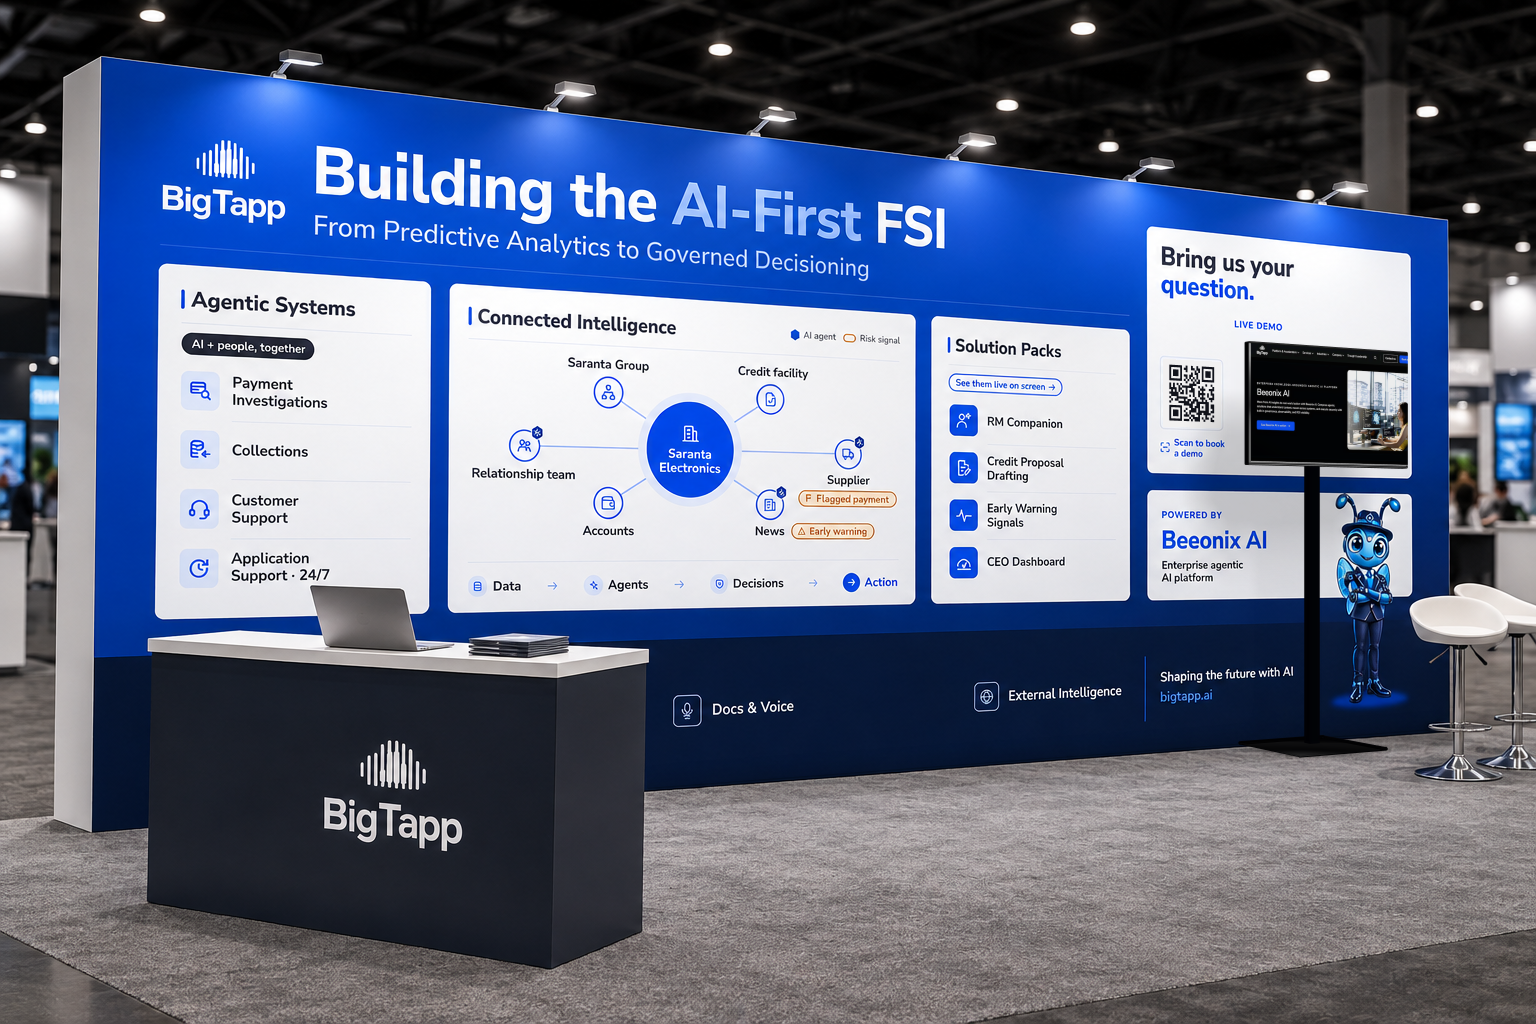 BigTapp
Building the AI-First FSI
From Predictive Analytics to Governed Decisioning
Agentic Systems
AI + people, together
Payment
Investigations
Collections
Customer
Support
Application
Support · 24/7
Connected Intelligence
AI agent
Risk signal
Saranta Group
Credit facility
Relationship team
Saranta
Electronics
Supplier
Flagged payment
Accounts
News
Early warning
Data
→
Agents
→
Decisions
→
Action
Solution Packs
See them live on screen →
RM Companion
Credit Proposal
Drafting
Early Warning
Signals
CEO Dashboard
Bring us your
question.
LIVE DEMO
Scan to book
a demo
BigTapp
Beeonix AI
POWERED BY
Beeonix AI
Enterprise agentic
AI platform
Docs & Voice
External Intelligence
Shaping the future with AI
bigtapp.ai
BigTapp